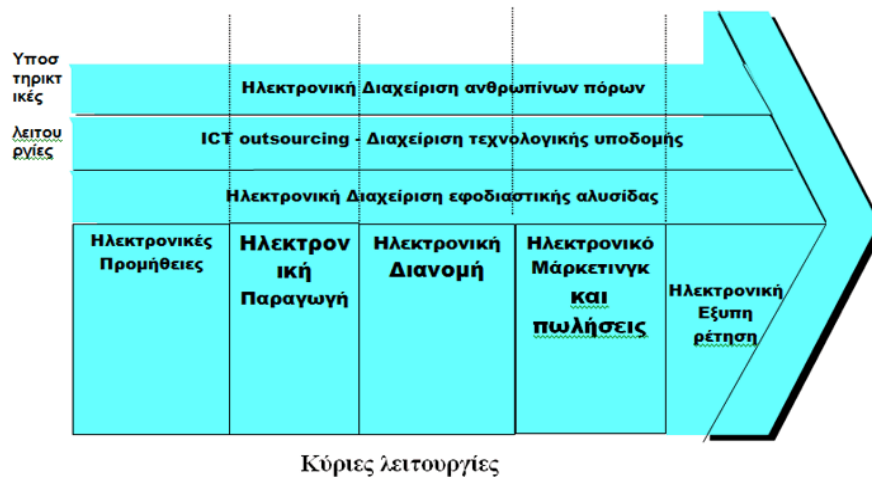 Υποσ
τηρικτ
ικές
λειτου
ργίες
Ηλεκτρονική Διαχείριση ανθρωπίνων πόρων
ICT outsourcing - Διαχείριση τεχνολογικής υποδομής
Ηλεκτρονική Διαχείριση εφοδιαστικής αλυσίδας
Ηλεκτρονικές
Προμήθειες
Ηλεκτρον
ική
Παραγωγή
Ηλεκτρονική
Διανομή
Ηλεκτρονικό
Μάρκετινγκ
και
πωλήσεις
Ηλεκτρονική
Εξυπη
ρέτηση
Κύριες λειτουργίες